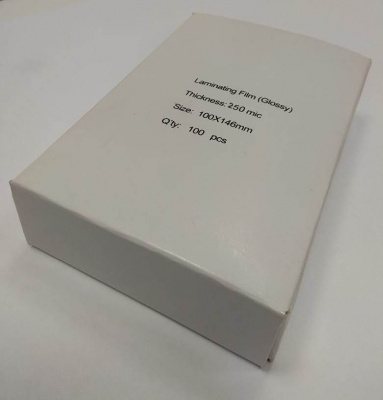 Laminating Film (Glossy)
Thickness: 250 mic
Size: 100X146mm
Q'ty: 100 pcs